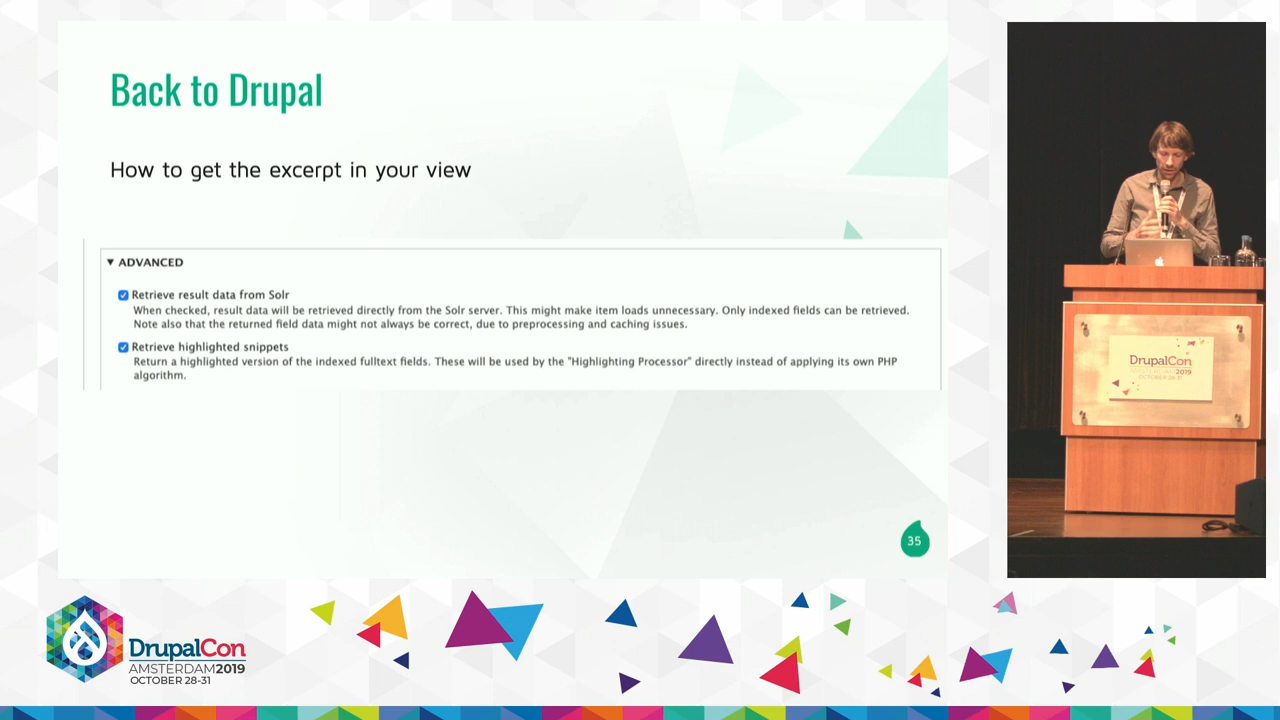 Back to Drupal
How to get the excerpt in your view
▼ ADVANCED
Retrieve result data from Solr
When checked, result data will be retrieved directly from the Solr server. This might make item loads unnecessary. Only indexed fields can be retrieved.
Note also that the returned field data might not always be correct, due to preprocessing and caching issues.
Retrieve highlighted snippets
Return a highlighted version of the indexed fulltext fields. These will be used by the "Highlighting Processor" directly instead of applying its own PHP
algorithm.
35
DrupalCon
AMSTERDAM 2019
OCTOBER 28-31
DrupalCon
AMSTERDAM2019
OCTOBER 28-31